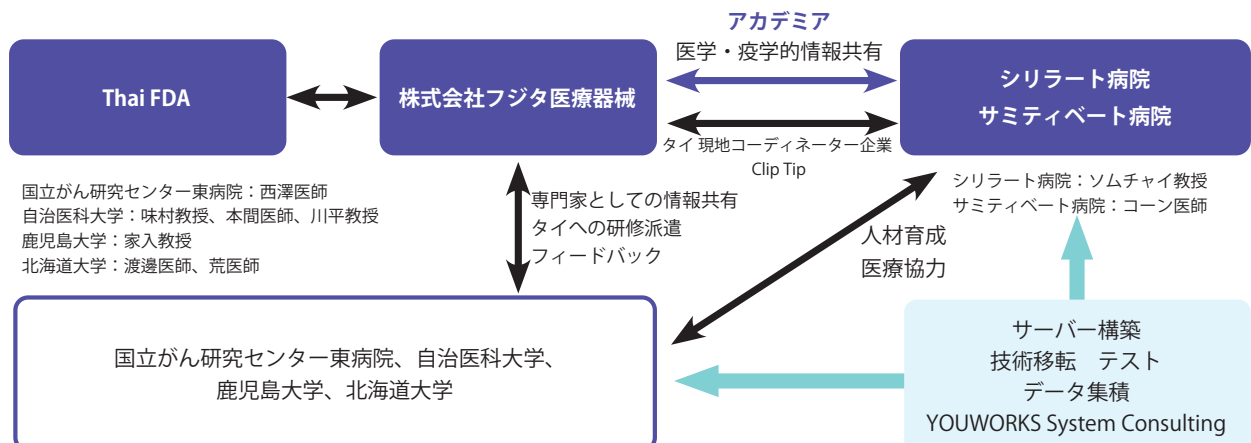 アカデミア
医学・疫学的情報共有
Thai FDA
株式会社フジタ医療器械
シリラート病院
サミティベート病院
タイ 現地コーディネーター企業
Clip Tip
国立がん研究センター東病院：西澤医師
自治医科大学：味村教授、本間医師、川平教授
鹿児島大学：家入教授
北海道大学：渡邊医師、荒医師
専門家としての情報共有
タイへの研修派遣
フィードバック
シリラート病院：ソムチャイ教授
サミティベート病院：コーン医師
人材育成
医療協力
国立がん研究センター東病院、自治医科大学、
鹿児島大学、北海道大学
サーバー構築
技術移転　テスト
データ集積
YOUWORKS System Consulting